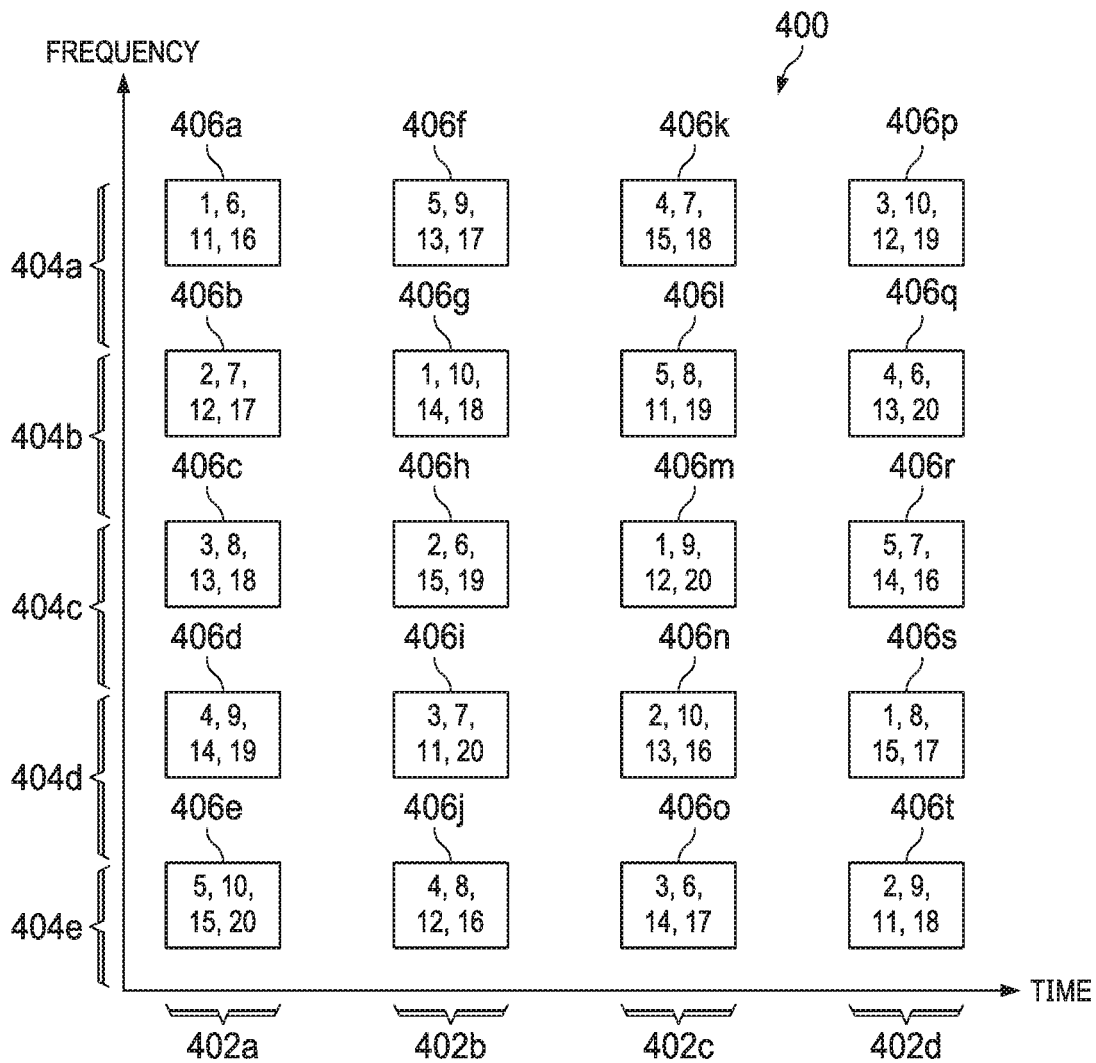 400
FREQUENCY
406a 406f 406k 406p
1, 6, 5, 9, 4, 7, 3, 10,
11, 16 13, 17 15, 18 12, 19
404a
406b 406g 406l 406q
2, 7, 1, 10, 5, 8, 4, 6,
12, 17 14, 18 11, 19 13, 20
404b
406c 406h 406m 406r
3, 8, 2, 6, 1, 9, 5, 7,
13, 18 15, 19 12, 20 14, 16
404c
406d 406i 406n 406s
4, 9, 3, 7, 2, 10, 1, 8,
14, 19 11, 20 13, 16 15, 17
404d
406e 406j 406o 406t
5, 10, 4, 8, 3, 6, 2, 9,
15, 20 12, 16 14, 17 11, 18
404e
TIME
402a 402b 402c 402d